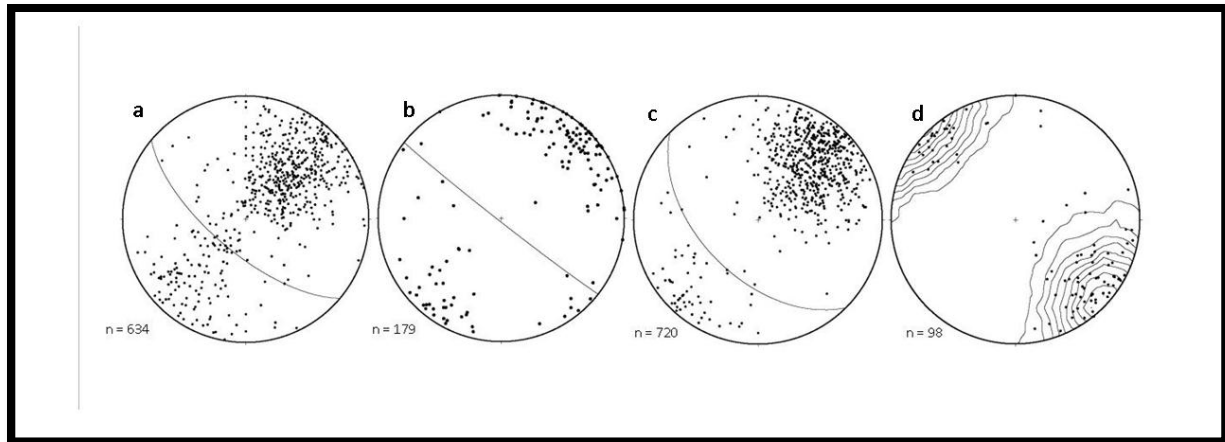 a
b
c
d
n = 634
n = 179
n = 720
n = 98